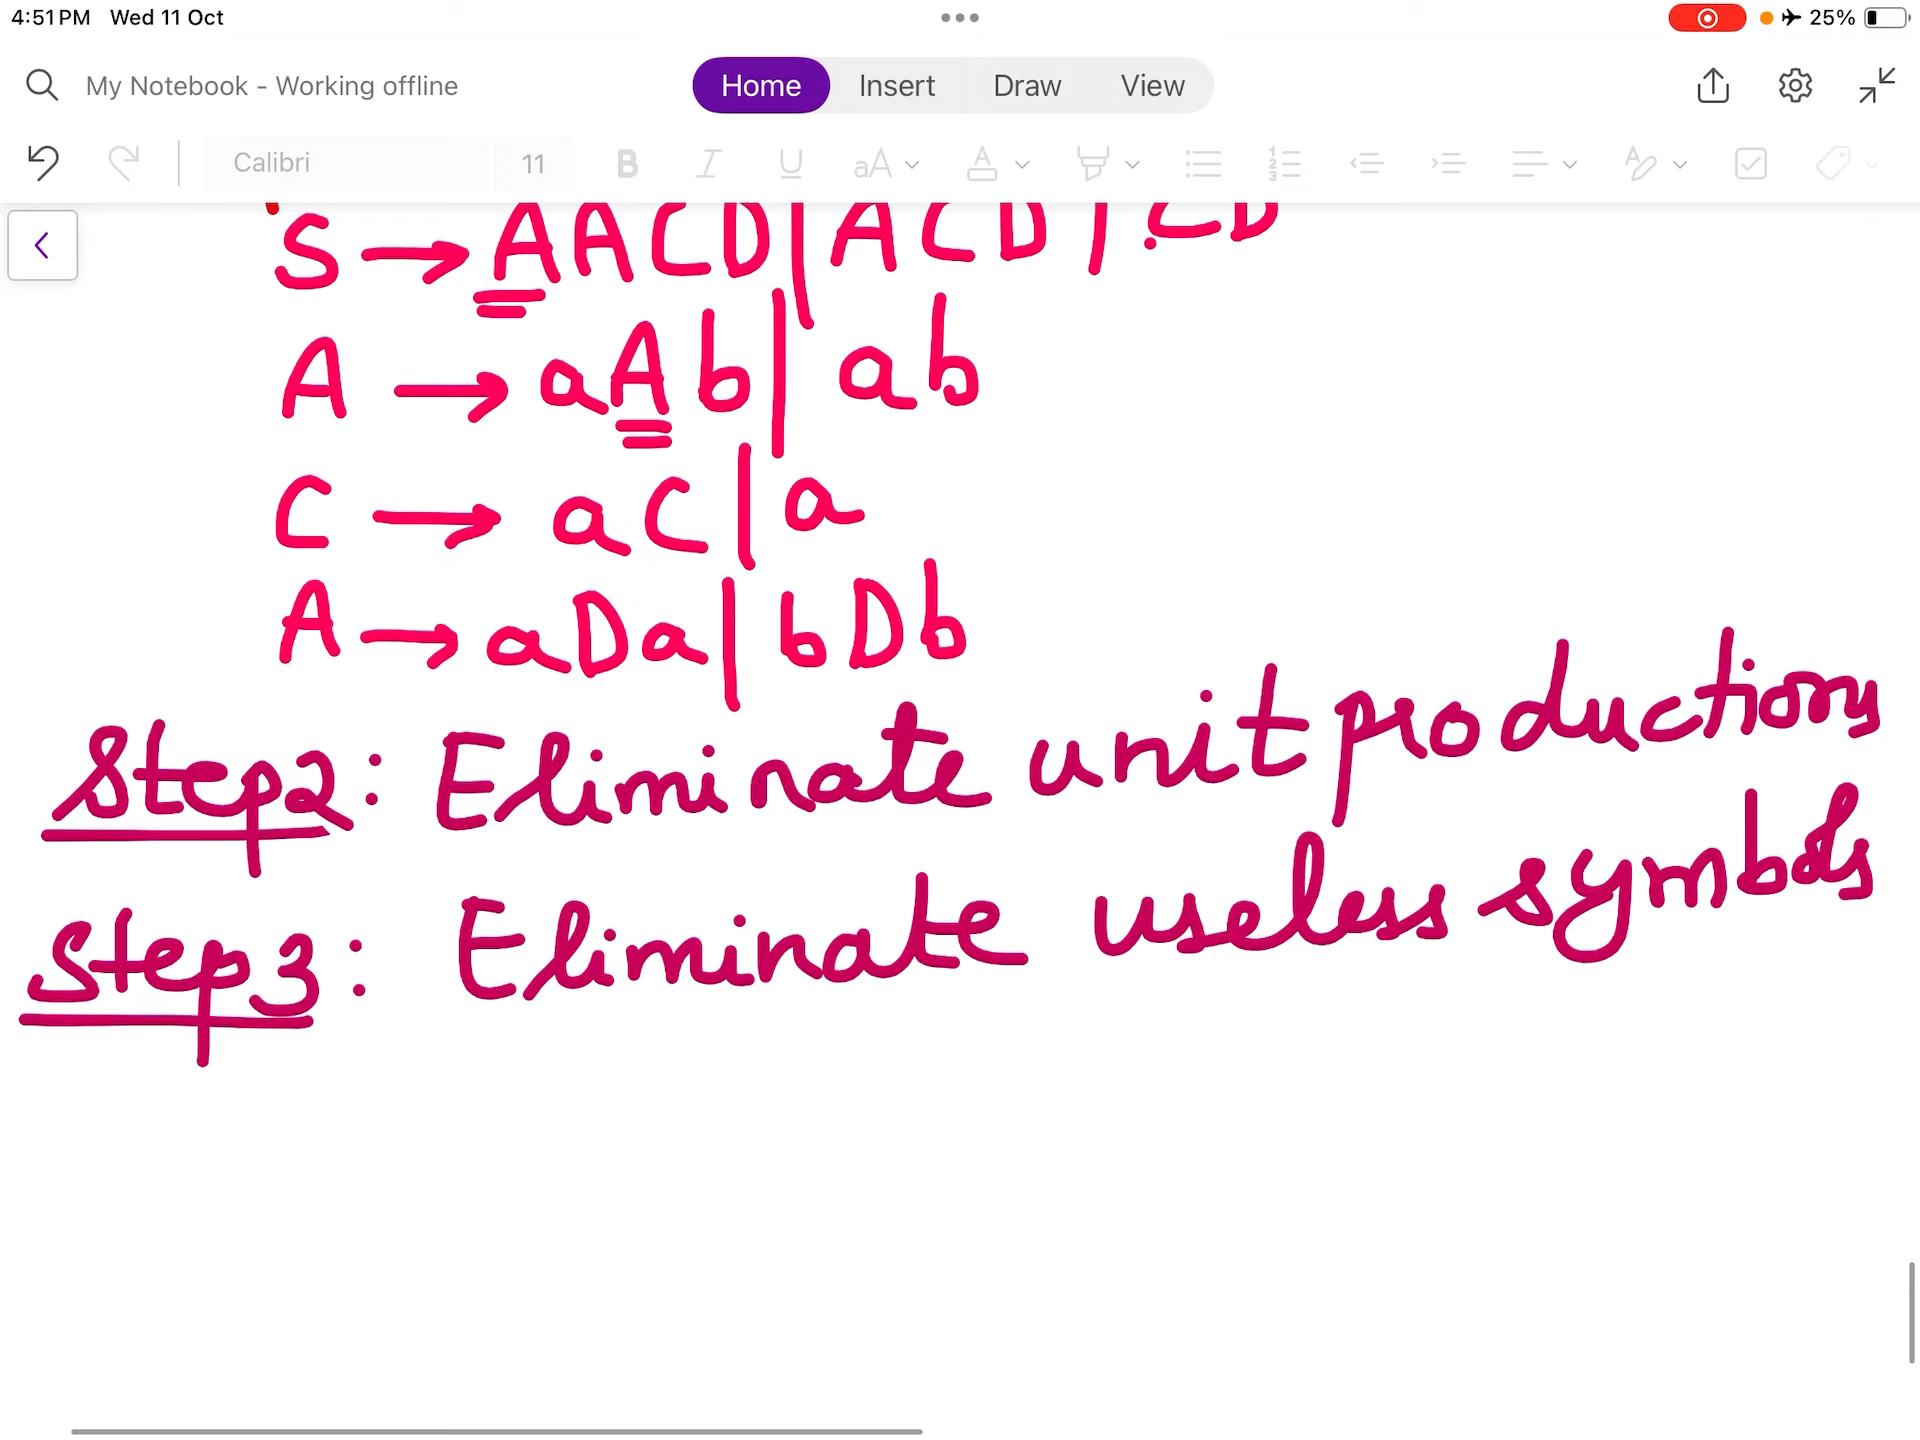 4:51 PM Wed 11 Oct 25%
My Notebook - Working offline Home Insert Draw View
Calibri 11 B I U aA A
S → AACD | ACD | CD
A → aAb | ab
C → aC | a
A → aDa | bDb
Step2: Eliminate unit productions
Step3: Eliminate useless symbols